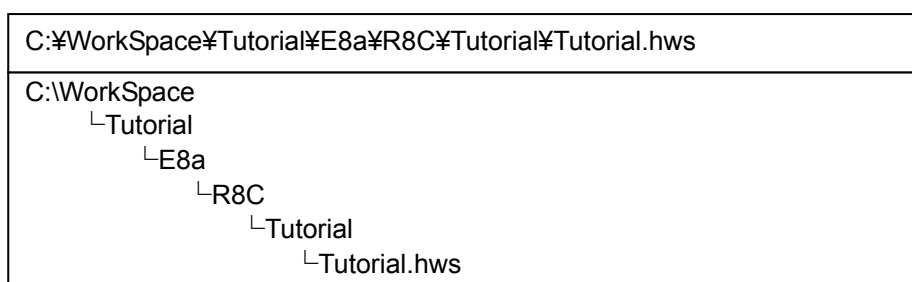 C:¥WorkSpace¥Tutorial¥E8a¥R8C¥Tutorial¥Tutorial.hws
C:\WorkSpace
└Tutorial
└E8a
└R8C
└Tutorial
└Tutorial.hws